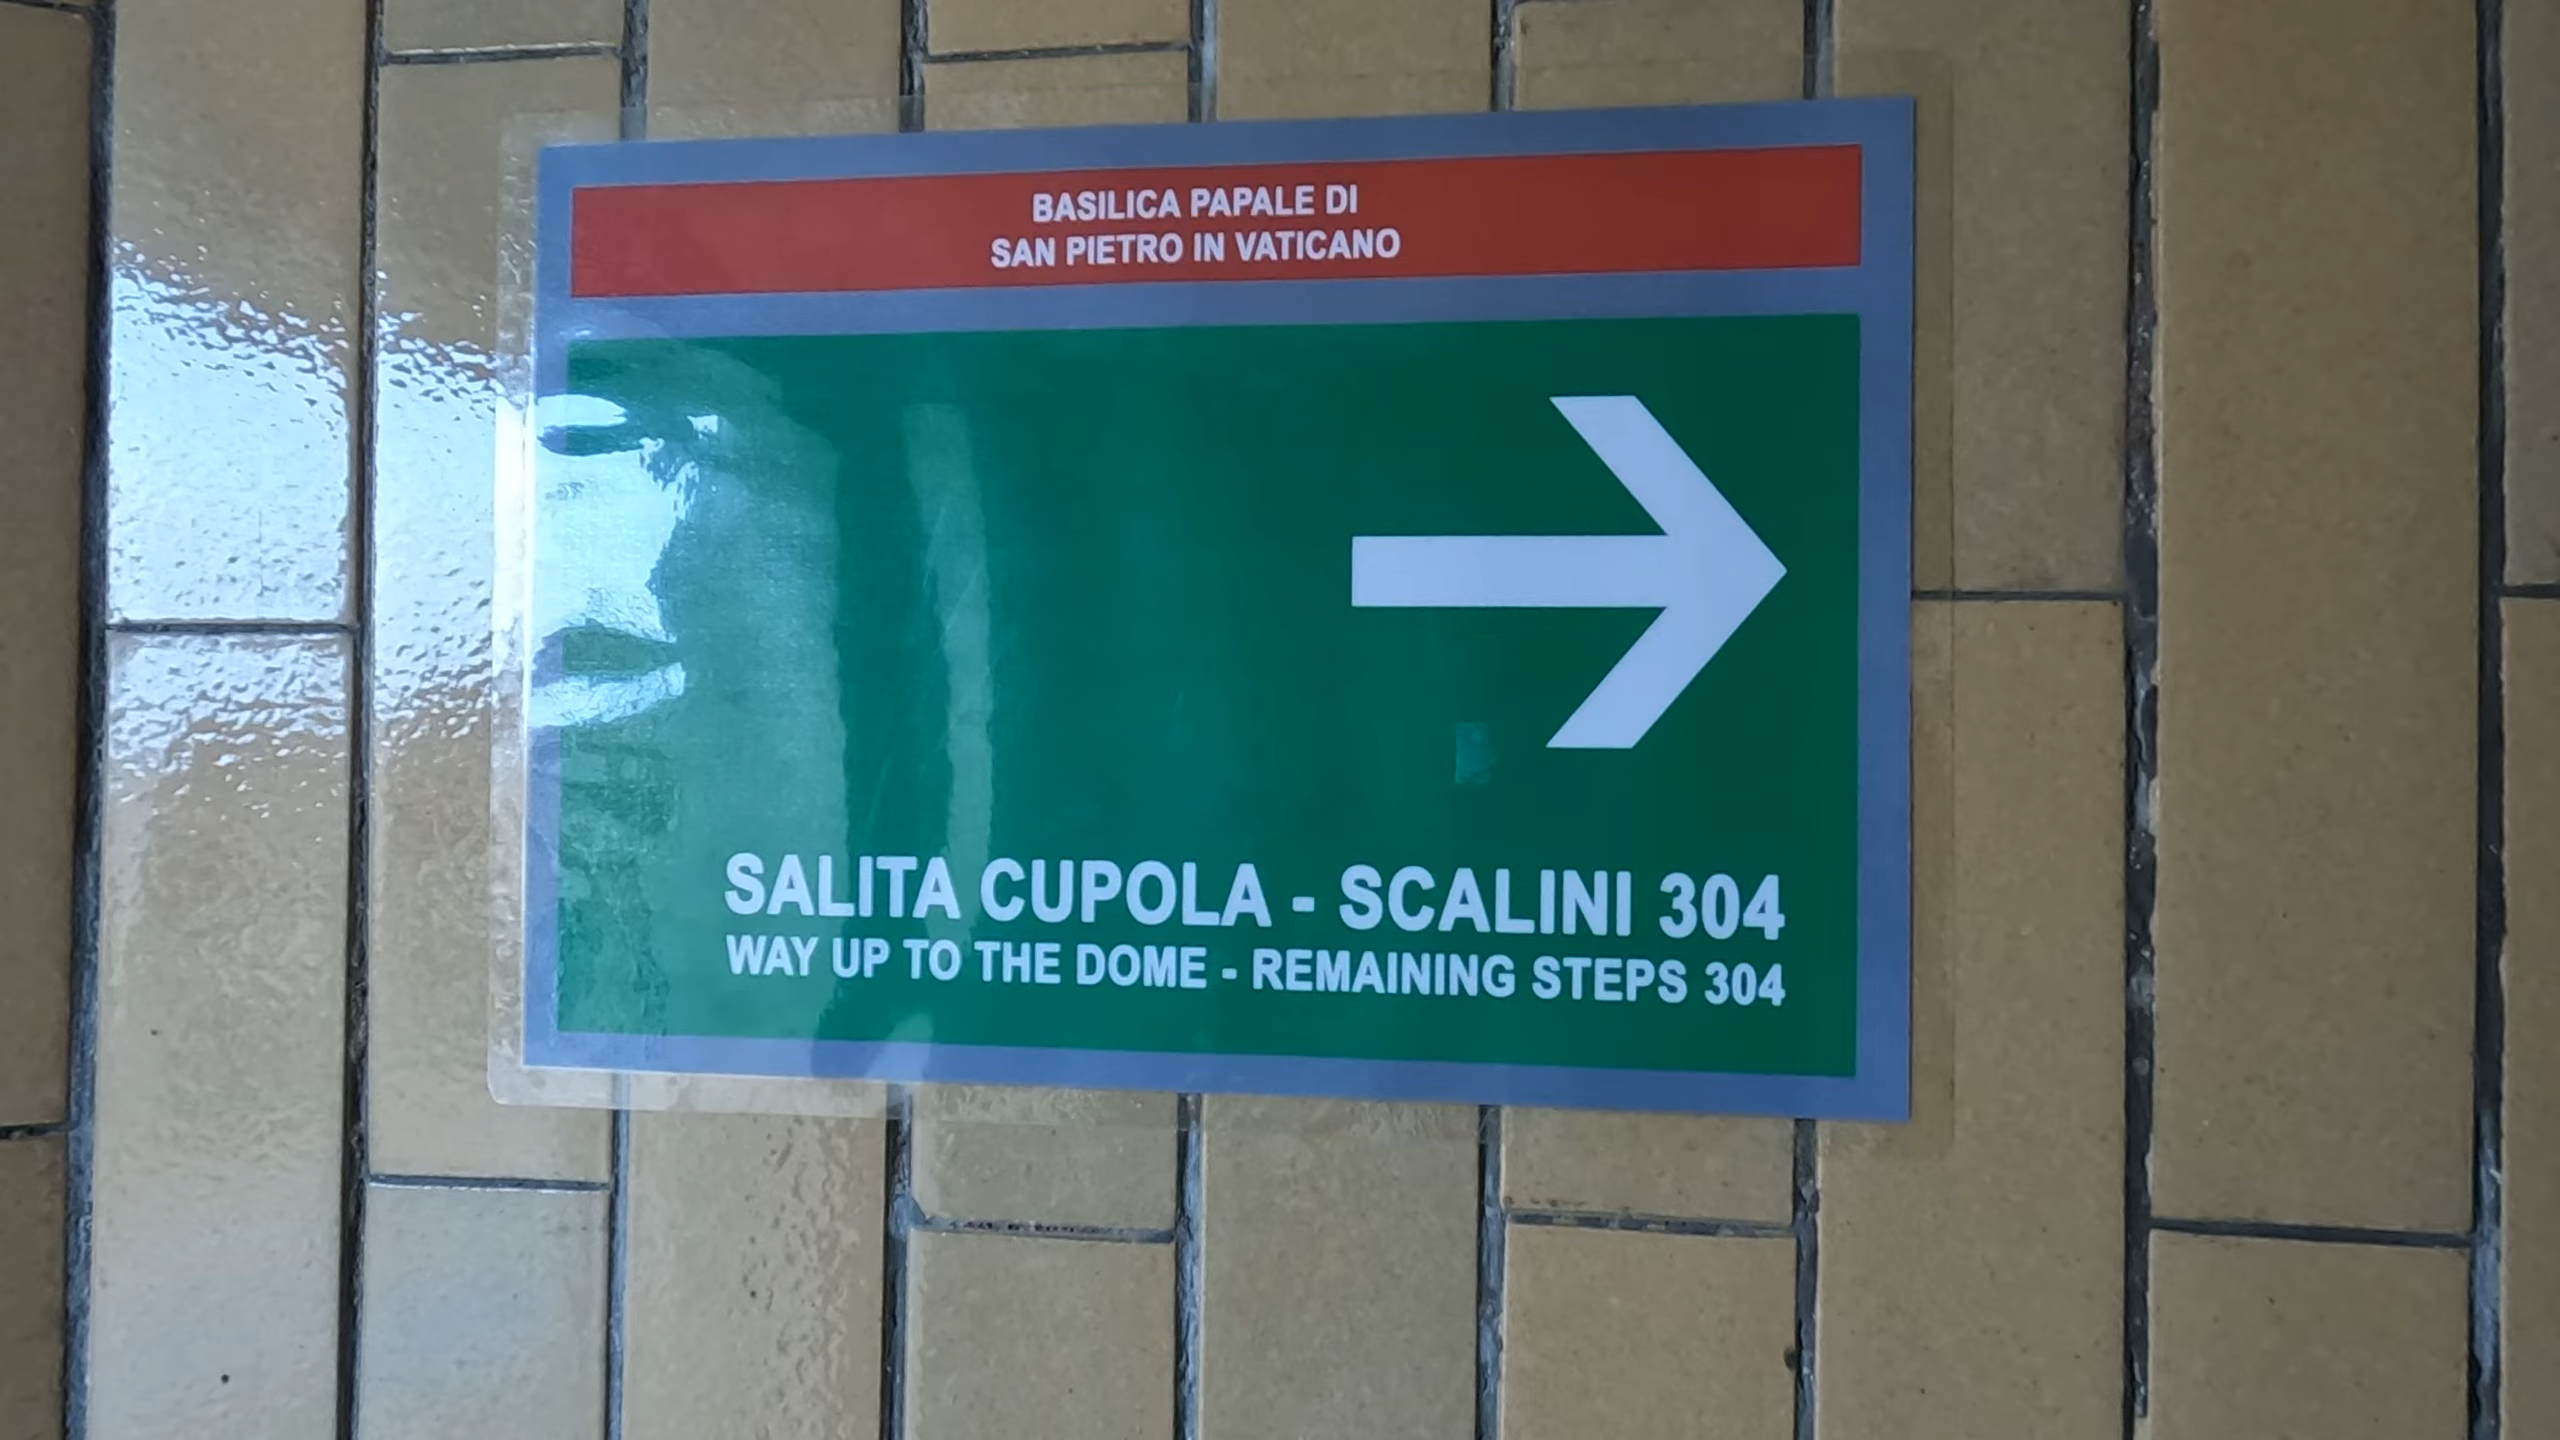 BASILICA PAPALE DI
SAN PIETRO IN VATICANO
SALITA CUPOLA - SCALINI 304
WAY UP TO THE DOME - REMAINING STEPS 304